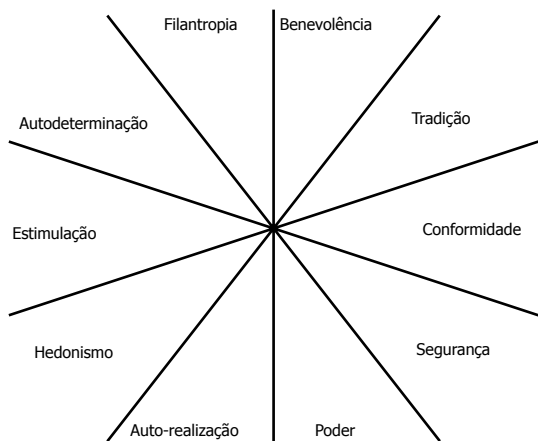 Filantropia
Benevolência
Autodeterminação
Tradição
Estimulação
Conformidade
Hedonismo
Segurança
Auto-realização
Poder